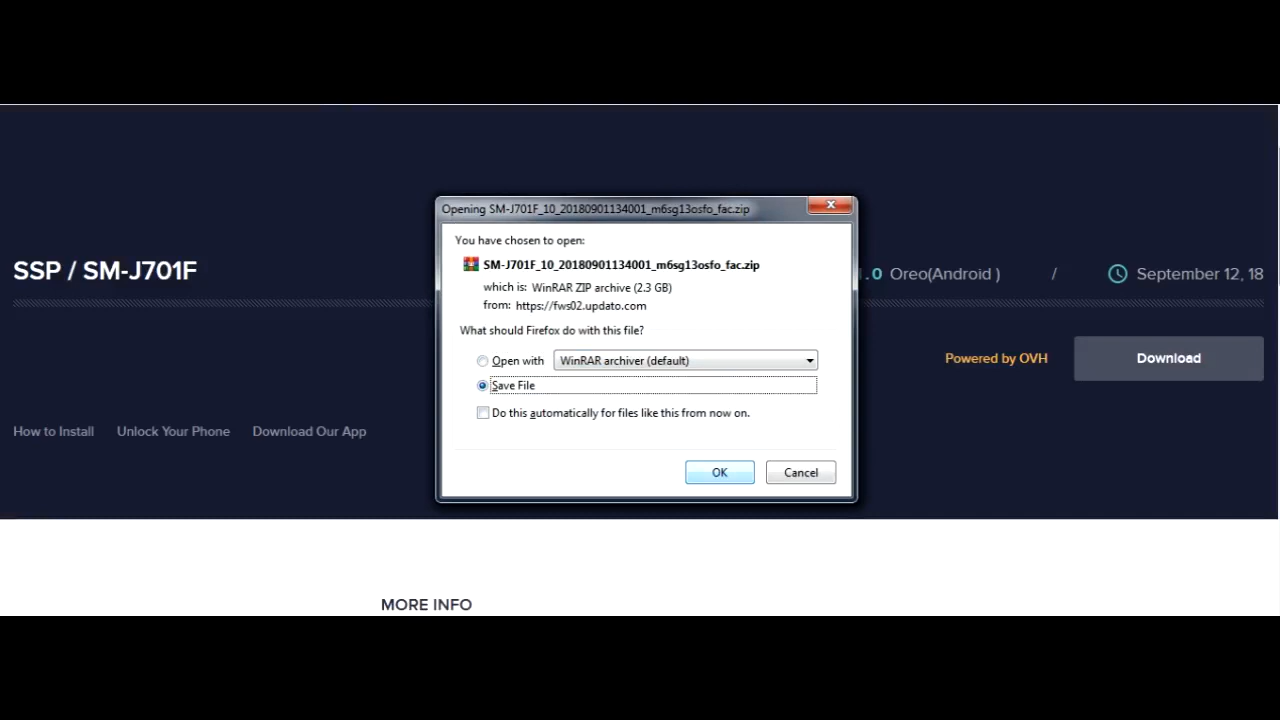 Opening SM-J701F_10_20180901134001_m6sg13osfo_fac.zip
You have chosen to open:
SM-J701F_10_20180901134001_m6sg13osfo_fac.zip
which is: WinRAR ZIP archive (2.3 GB)
from: https://fws02.updato.com
What should Firefox do with this file?
Open with WinRAR archiver (default)
Save File
Do this automatically for files like this from now on.
OK Cancel
SSP / SM-J701F
.0 Oreo(Android ) / September 12, 18
Powered by OVH Download
How to Install Unlock Your Phone Download Our App
MORE INFO